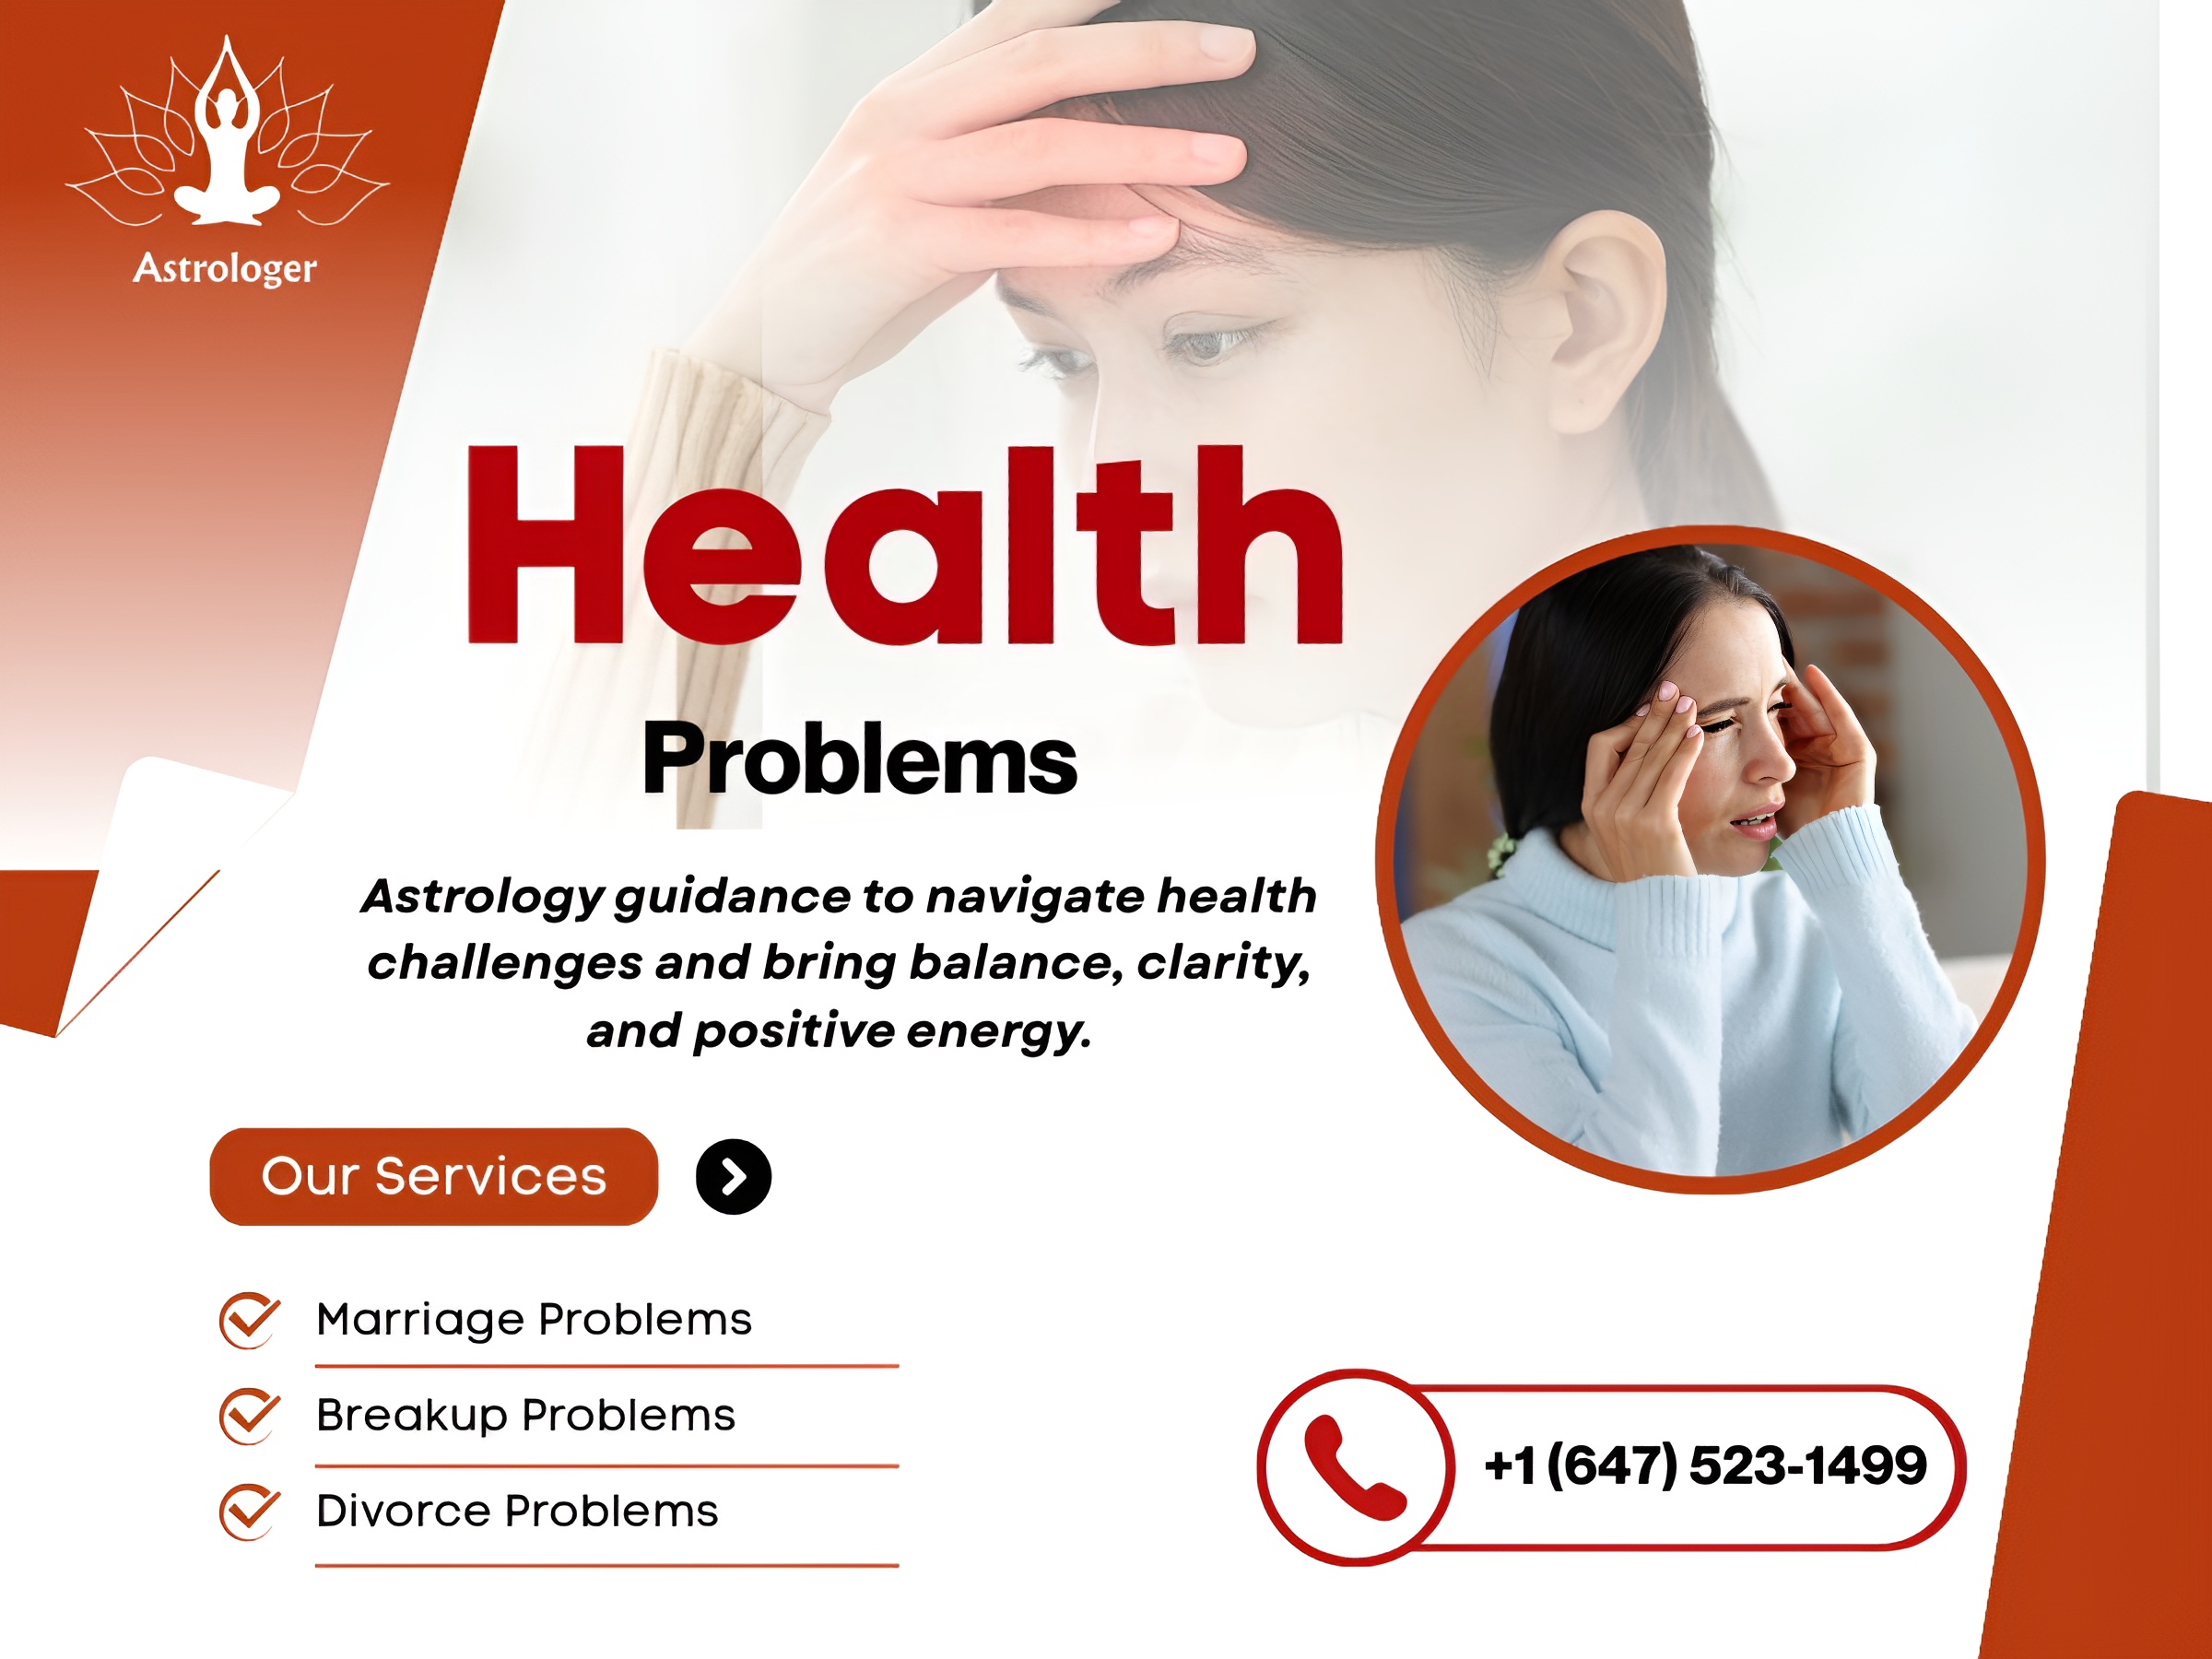 Astrologer
Health
Problems
Astrology guidance to navigate health
challenges and bring balance, clarity,
and positive energy.
Our Services
Marriage Problems
Breakup Problems
Divorce Problems
+1 (647) 523-1499